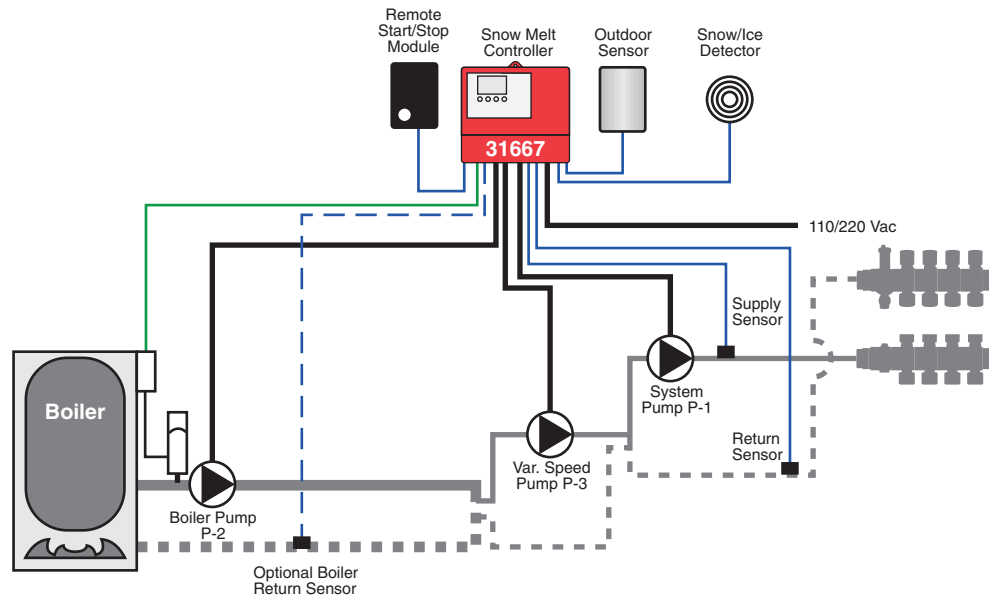 Remote
Start/Stop
Module
Snow Melt
Controller
Outdoor
Sensor
Snow/Ice
Detector
31667
110/220 Vac
Supply
Sensor
System
Pump P-1
Boiler
Return
Sensor
Var. Speed
Pump P-3
Boiler Pump
P-2
Optional Boiler
Return Sensor